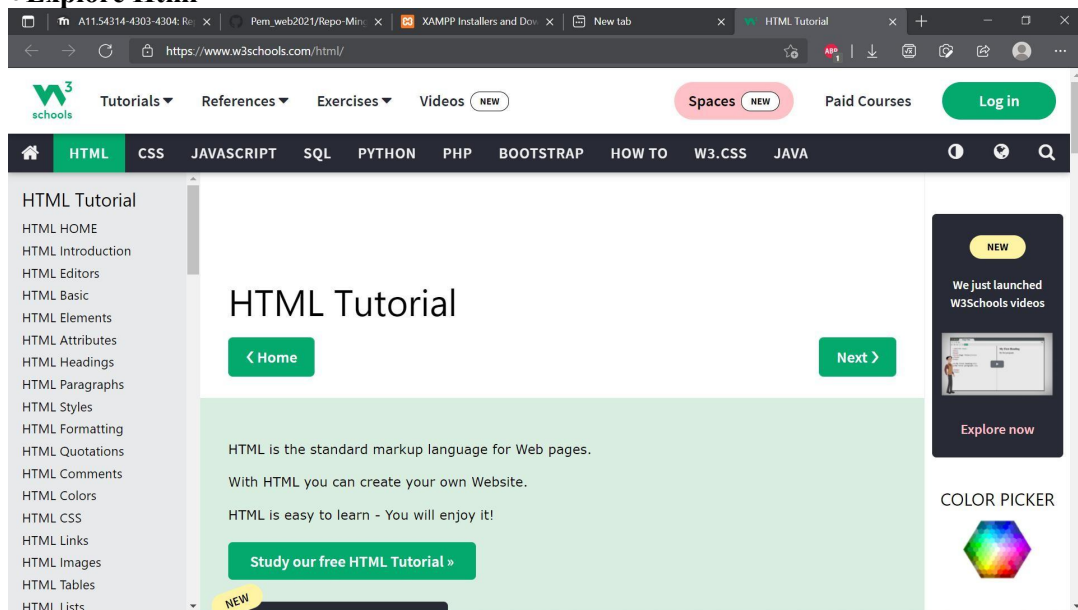 Explore Html
A11.54314-4303-4304: Re
Pem_web2021/Repo-Ming
XAMPP Installers and Dov
New tab
HTML Tutorial
https://www.w3schools.com/html/
ABP
1
3
schools
Tutorials
References
Exercises
Videos NEW
Spaces NEW
Paid Courses
Log in
HTML CSS JAVASCRIPT SQL PYTHON PHP BOOTSTRAP HOW TO W3.CSS JAVA
HTML Tutorial
HTML HOME
HTML Introduction
HTML Editors
HTML Basic
HTML Elements
HTML Attributes
HTML Headings
HTML Paragraphs
HTML Styles
HTML Formatting
HTML Quotations
HTML Comments
HTML Colors
HTML CSS
HTML Links
HTML Images
HTML Tables
HTML Lists
HTML Tutorial
❮ Home
Next ❯
HTML is the standard markup language for Web pages.
With HTML you can create your own Website.
HTML is easy to learn - You will enjoy it!
Study our free HTML Tutorial »
NEW
NEW
We just launched
W3Schools videos
Explore now
COLOR PICKER